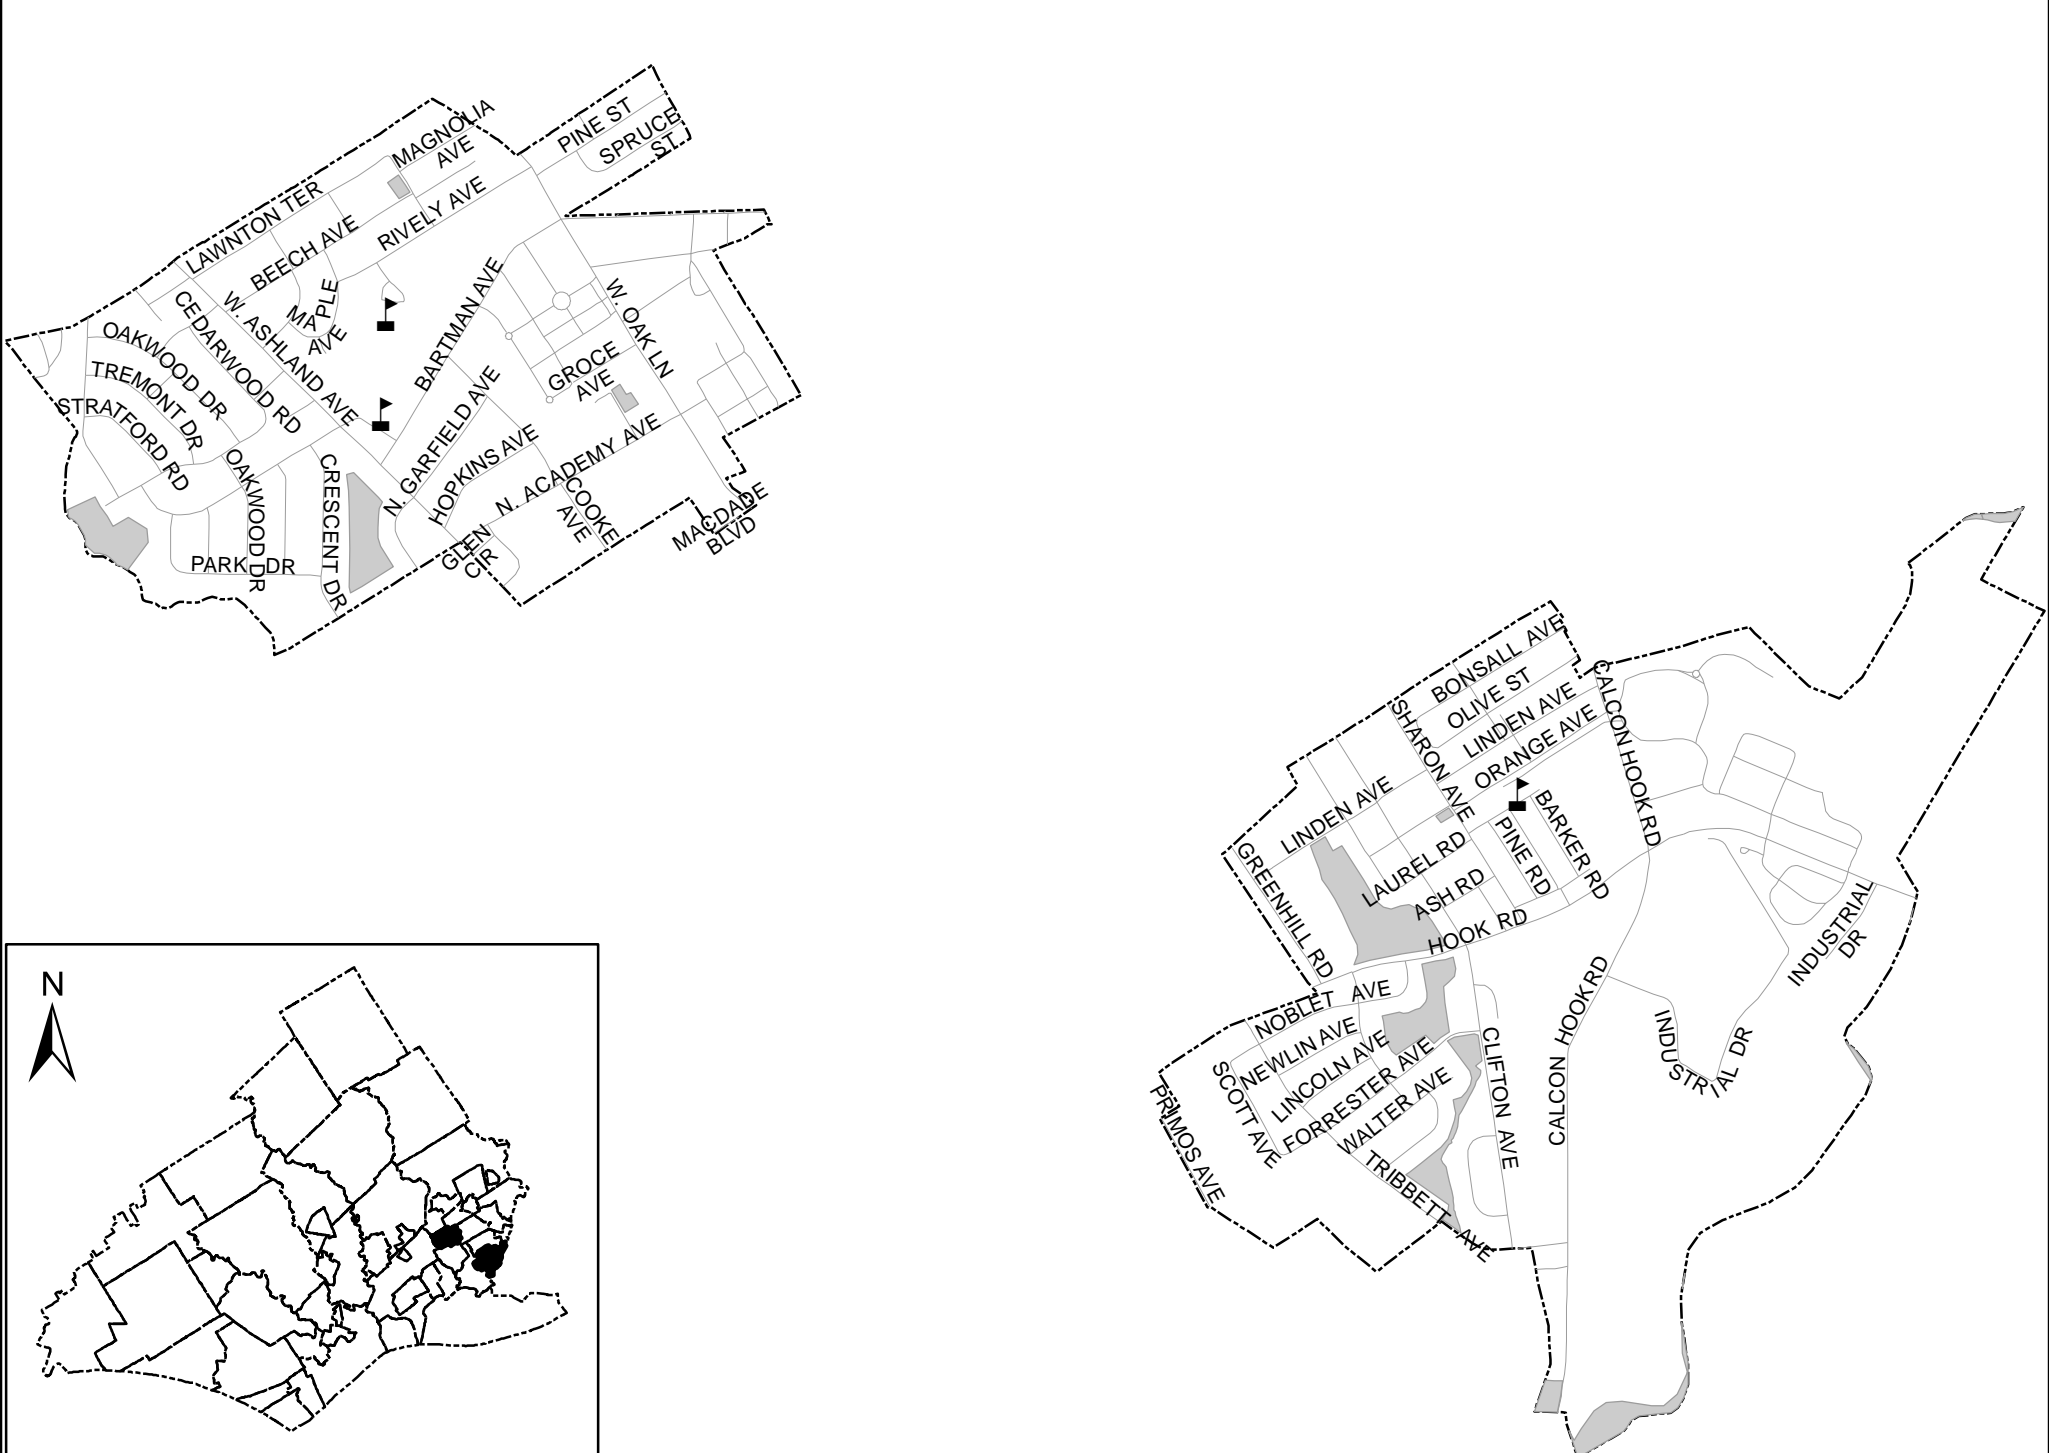 MAGNOLIA
AVE
PINE ST
SPRUCE
ST
LAWNTON TER
BEECH AVE
RIVELY AVE
MAPLE
AVE
CEDARWOOD RD
W. ASHLAND AVE
BARTMAN AVE
W. OAK LN
OAKWOOD DR
TREMONT DR
STRATFORD RD
GROCE
AVE
N. GARFIELD AVE
HOPKINS AVE
N. ACADEMY AVE
OAKWOOD DR
CRESCENT DR
PARK DR
GLEN
CIR
COOKE
AVE
MACDADE
BLVD
BONSALL AVE
OLIVE ST
LINDEN AVE
ORANGE AVE
SHARON AVE
CALCON HOOK RD
LINDEN AVE
LAUREL RD
ASH RD
PINE RD
BARKER RD
GREENHILL RD
HOOK RD
NOBLET AVE
NEWLIN AVE
LINCOLN AVE
FORRESTER AVE
WALTER AVE
SCOTT AVE
PRIMOS AVE
TRIBBETT AVE
CLIFTON AVE
CALCON HOOK RD
INDUSTRIAL DR
INDUSTRIAL
DR
N